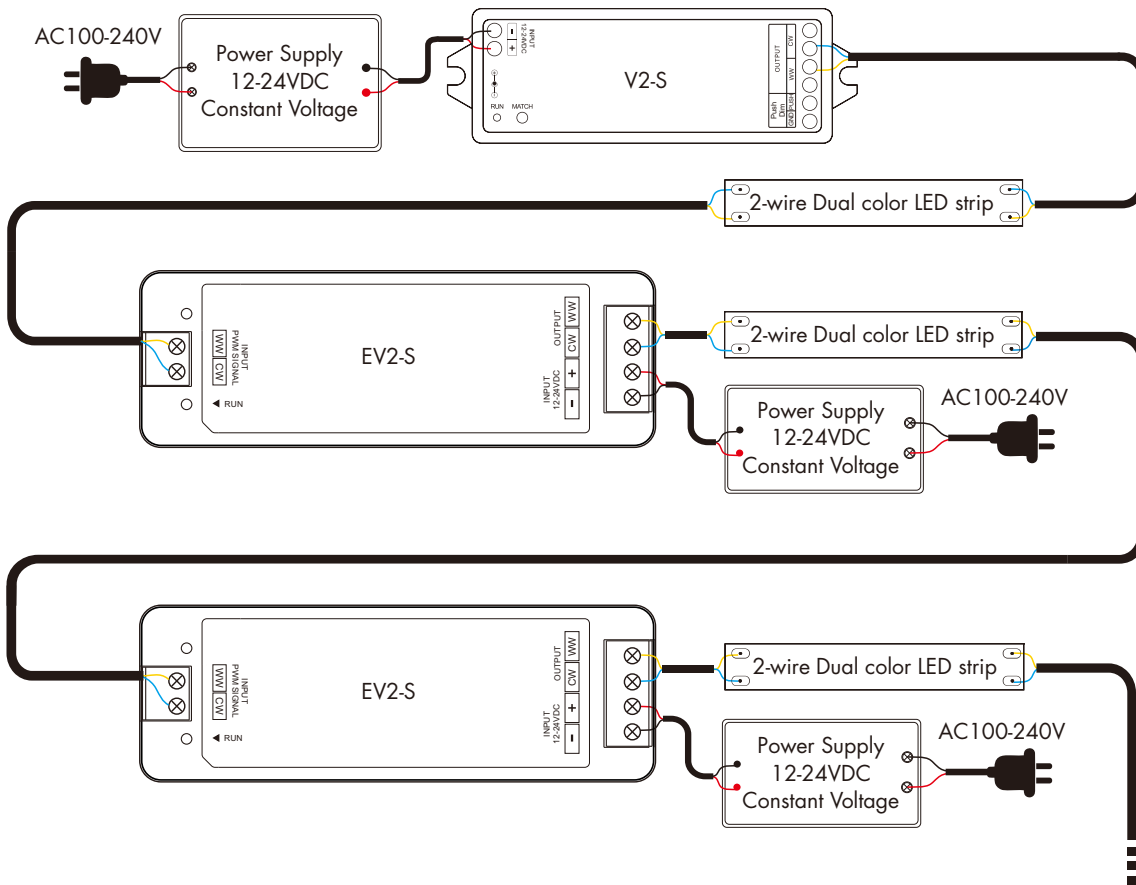 AC100-240V
Power Supply
12-24VDC
Constant Voltage
- +
INPUT
12-24VDC
RUN MATCH
V2-S
OUTPUT
CW
WW
Push
Dim
PUSH
GND
2-wire Dual color LED strip
WW CW
INPUT
PWM SIGNAL
◄ RUN
EV2-S
OUTPUT
WW
CW
INPUT
12-24VDC
+
-
2-wire Dual color LED strip
Power Supply
12-24VDC
Constant Voltage
AC100-240V
WW CW
INPUT
PWM SIGNAL
◄ RUN
EV2-S
OUTPUT
WW
CW
INPUT
12-24VDC
+
-
2-wire Dual color LED strip
Power Supply
12-24VDC
Constant Voltage
AC100-240V